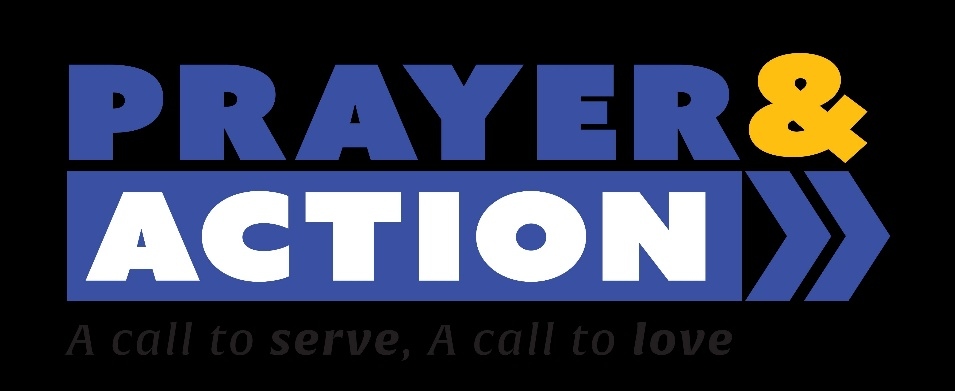 PRAYER&
ACTION
A call to serve, A call to love